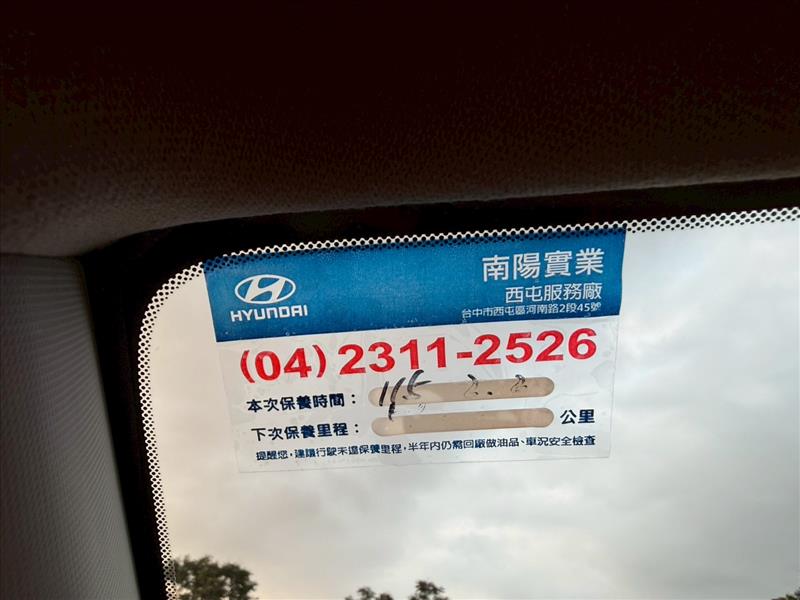 HYUNDAI
南陽實業
西屯服務廠
台中市西屯區河南路2段45號
(04) 2311-2526
本次保養時間： 115 2. 2
下次保養里程： 公里
提醒您，建議行駛未達保養里程，半年內仍需回廠做油品、車況安全檢查